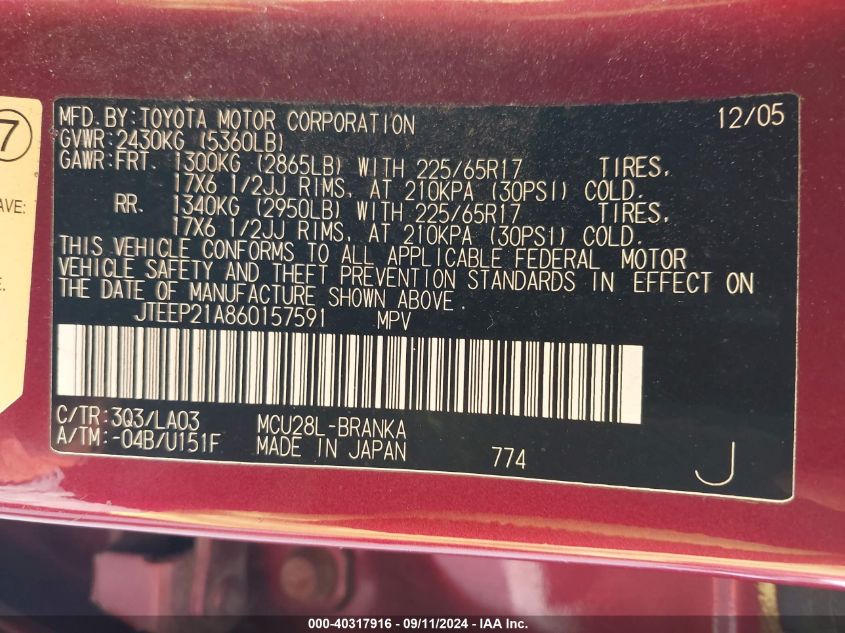 7
AVE:
E.
MFD.BY:TOYOTA MOTOR CORPORATION 12/05
GVWR:2430KG (5360LB)
GAWR:FRT. 1300KG (2865LB) WITH 225/65R17 TIRES,
17X6 1/2JJ RIMS, AT 210KPA (30PSI) COLD.
RR. 1340KG (2950LB) WITH 225/65R17 TIRES,
17X6 1/2JJ RIMS, AT 210KPA (30PSI) COLD.
THIS VEHICLE CONFORMS TO ALL APPLICABLE FEDERAL MOTOR
VEHICLE SAFETY AND THEFT PREVENTION STANDARDS IN EFFECT ON
THE DATE OF MANUFACTURE SHOWN ABOVE.
JTEEP21A860157591 MPV
C/TR:3Q3/LA03 MCU28L-BRANKA
A/TM:-04B/U151F MADE IN JAPAN 774 J
000-40317916 - 09/11/2024 - IAA Inc.